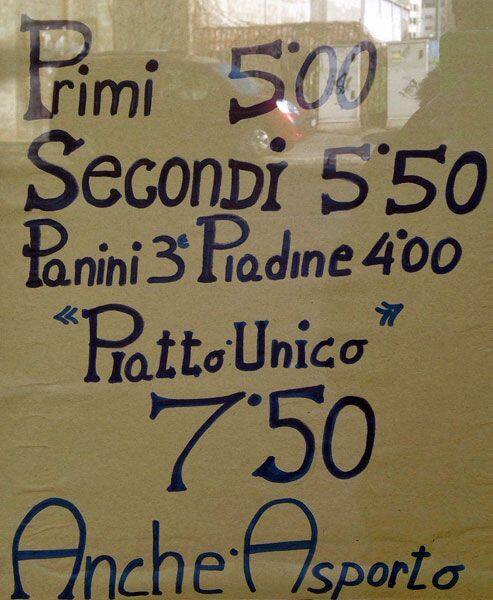 Primi 5.00
Secondi 5.50
Panini 3€ Piadine 4.00
"Piatto Unico"
7.50
Anche Asporto